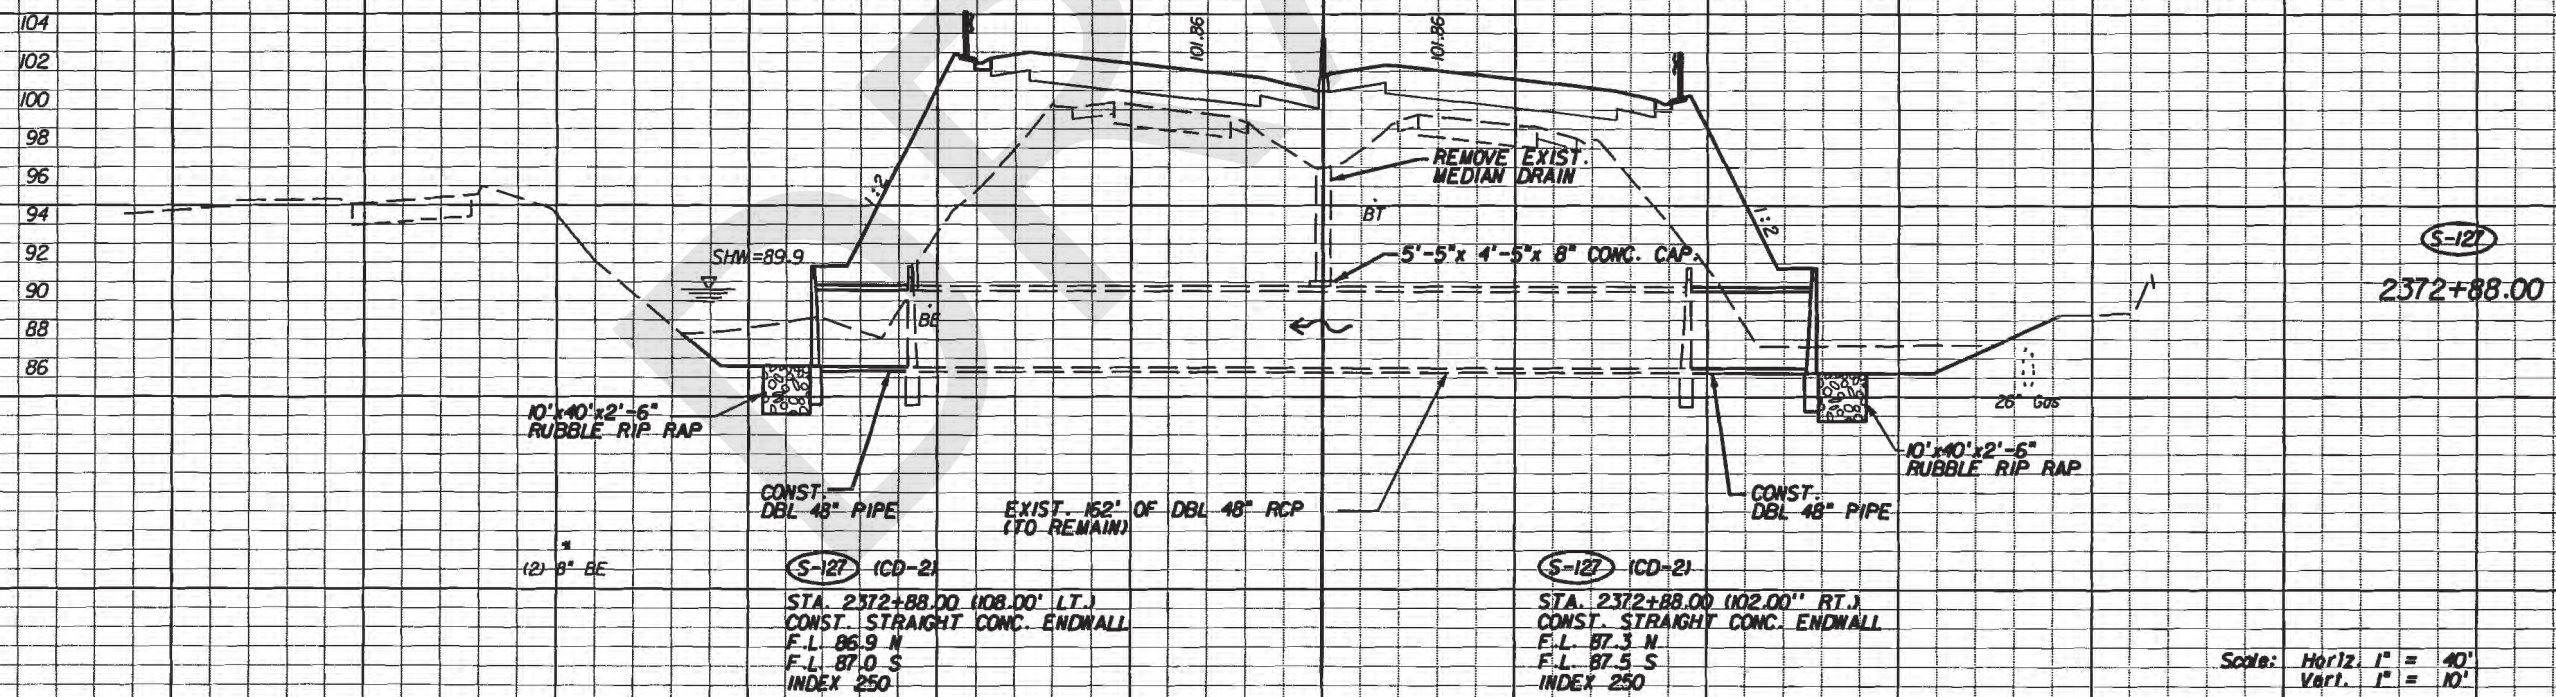 104
102
100
98
96
94
92
90
88
86
101.86
101.86
1:2
1:2
SHW=89.9
BE
BT
REMOVE EXIST.
MEDIAN DRAIN
5'-5"x 4'-5"x 8" CONC. CAP.
S-127
2372+88.00
26" Gas
10'x40'x2'-6"
RUBBLE RIP RAP
10'x40'x2'-6"
RUBBLE RIP RAP
CONST.
DBL 48" PIPE
EXIST. 162' OF DBL 48" RCP
(TO REMAIN)
CONST.
DBL 48" PIPE
(2) 8" BE
S-127 (CD-2)
STA. 2372+88.00 (108.00' LT.)
CONST. STRAIGHT CONC. ENDWALL
F.L. 86.9 N
F.L. 87.0 S
INDEX 250
S-127 (CD-2)
STA. 2372+88.00 (102.00'' RT.)
CONST. STRAIGHT CONC. ENDWALL
F.L. 87.3 N
F.L. 87.5 S
INDEX 250
Scale: Horiz. 1" = 40'
Vert. 1" = 10'